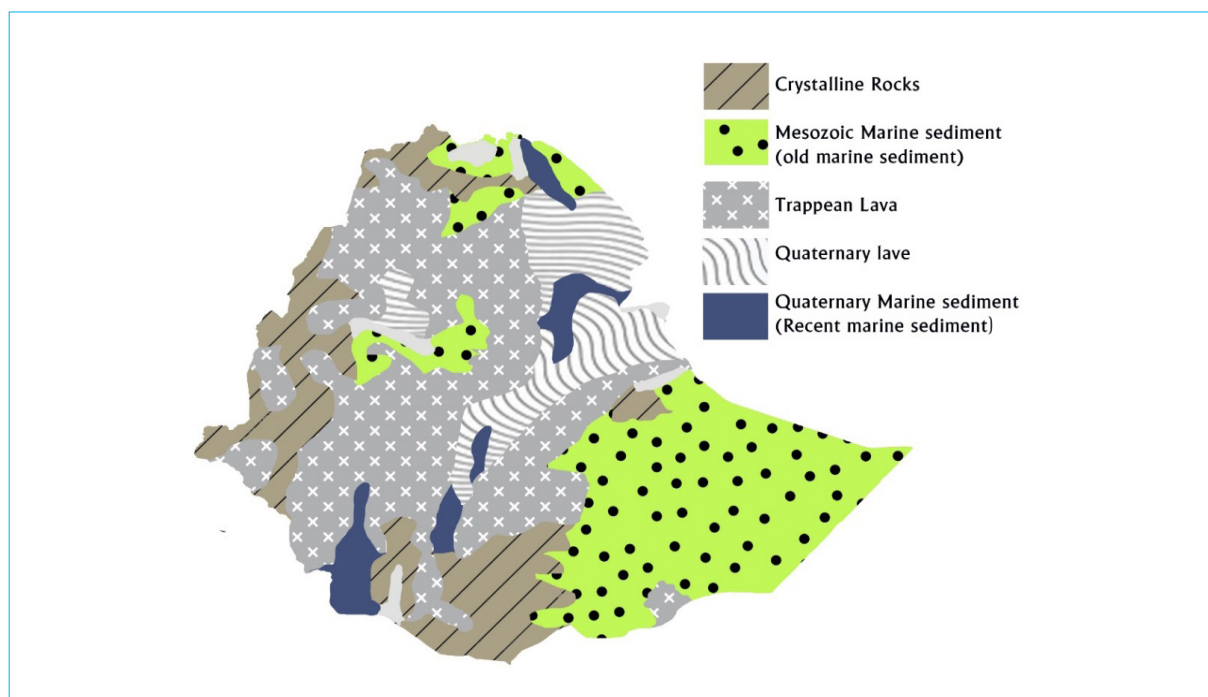 Crystalline Rocks
Mesozoic Marine sediment
(old marine sediment)
Trappean Lava
Quaternary lave
Quaternary Marine sediment
(Recent marine sediment)